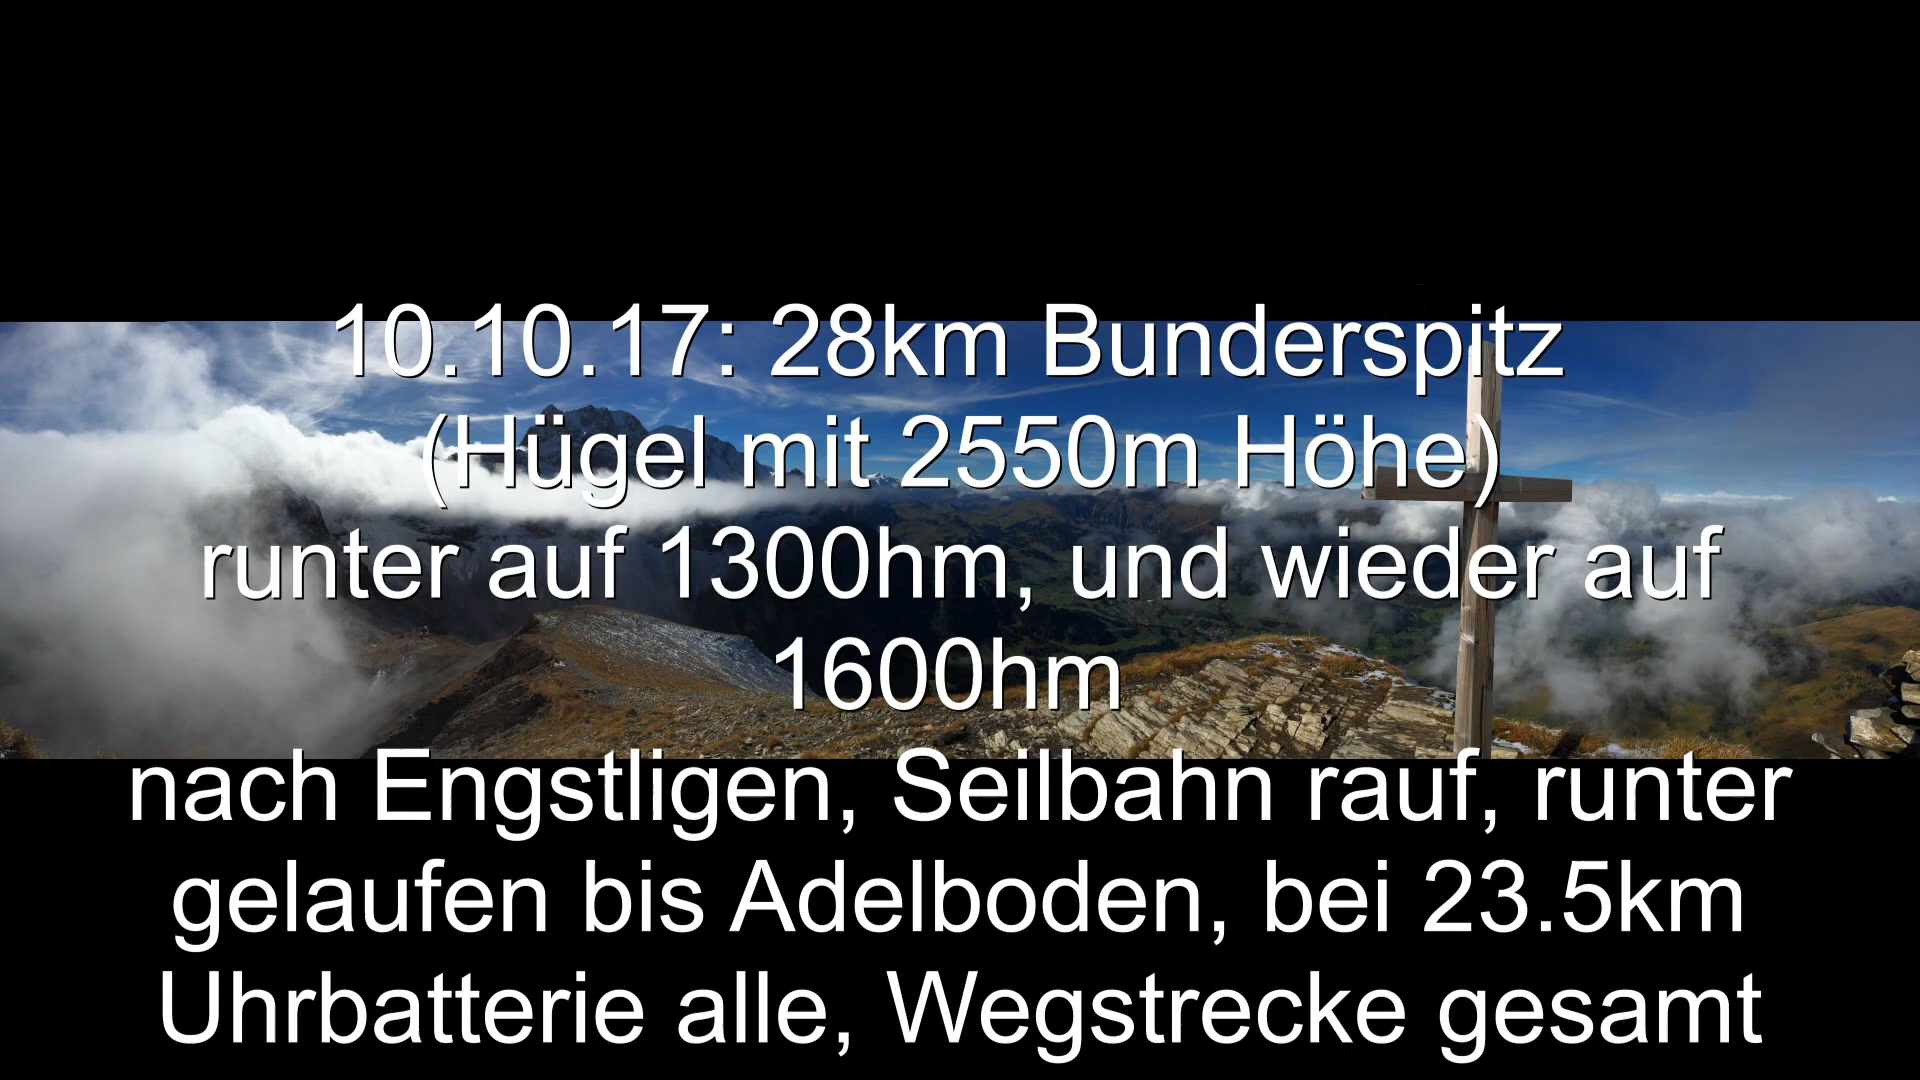 10.10.17: 28km Bunderspitz
(Hügel mit 2550m Höhe)
runter auf 1300hm, und wieder auf
1600hm
nach Engstligen, Seilbahn rauf, runter
gelaufen bis Adelboden, bei 23.5km
Uhrbatterie alle, Wegstrecke gesamt